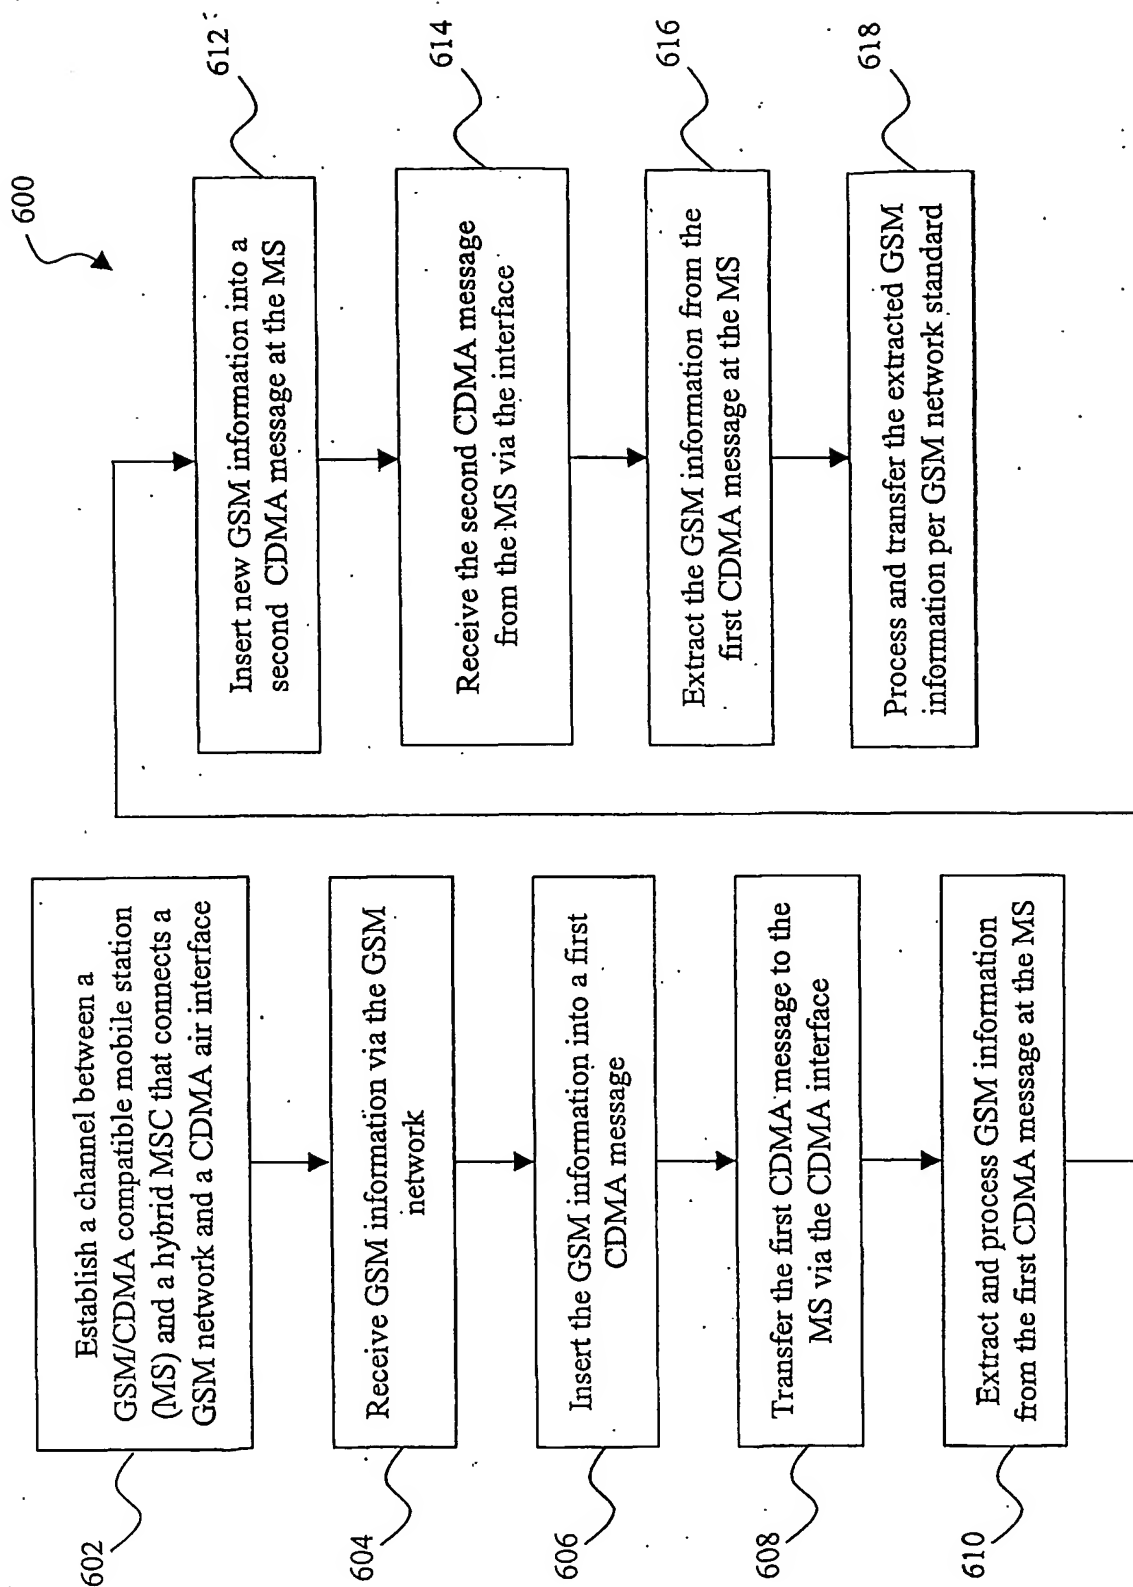 600
602
Establish a channel between a
GSM/CDMA compatible mobile station
(MS) and a hybrid MSC that connects a
GSM network and a CDMA air interface
604
Receive GSM information via the GSM
network
606
Insert the GSM information into a first
CDMA message
608
Transfer the first CDMA message to the
MS via the CDMA interface
610
Extract and process GSM information
from the first CDMA message at the MS
612
Insert new GSM information into a
second CDMA message at the MS
614
Receive the second CDMA message
from the MS via the interface
616
Extract the GSM information from the
first CDMA message at the MS
618
Process and transfer the extracted GSM
information per GSM network standard